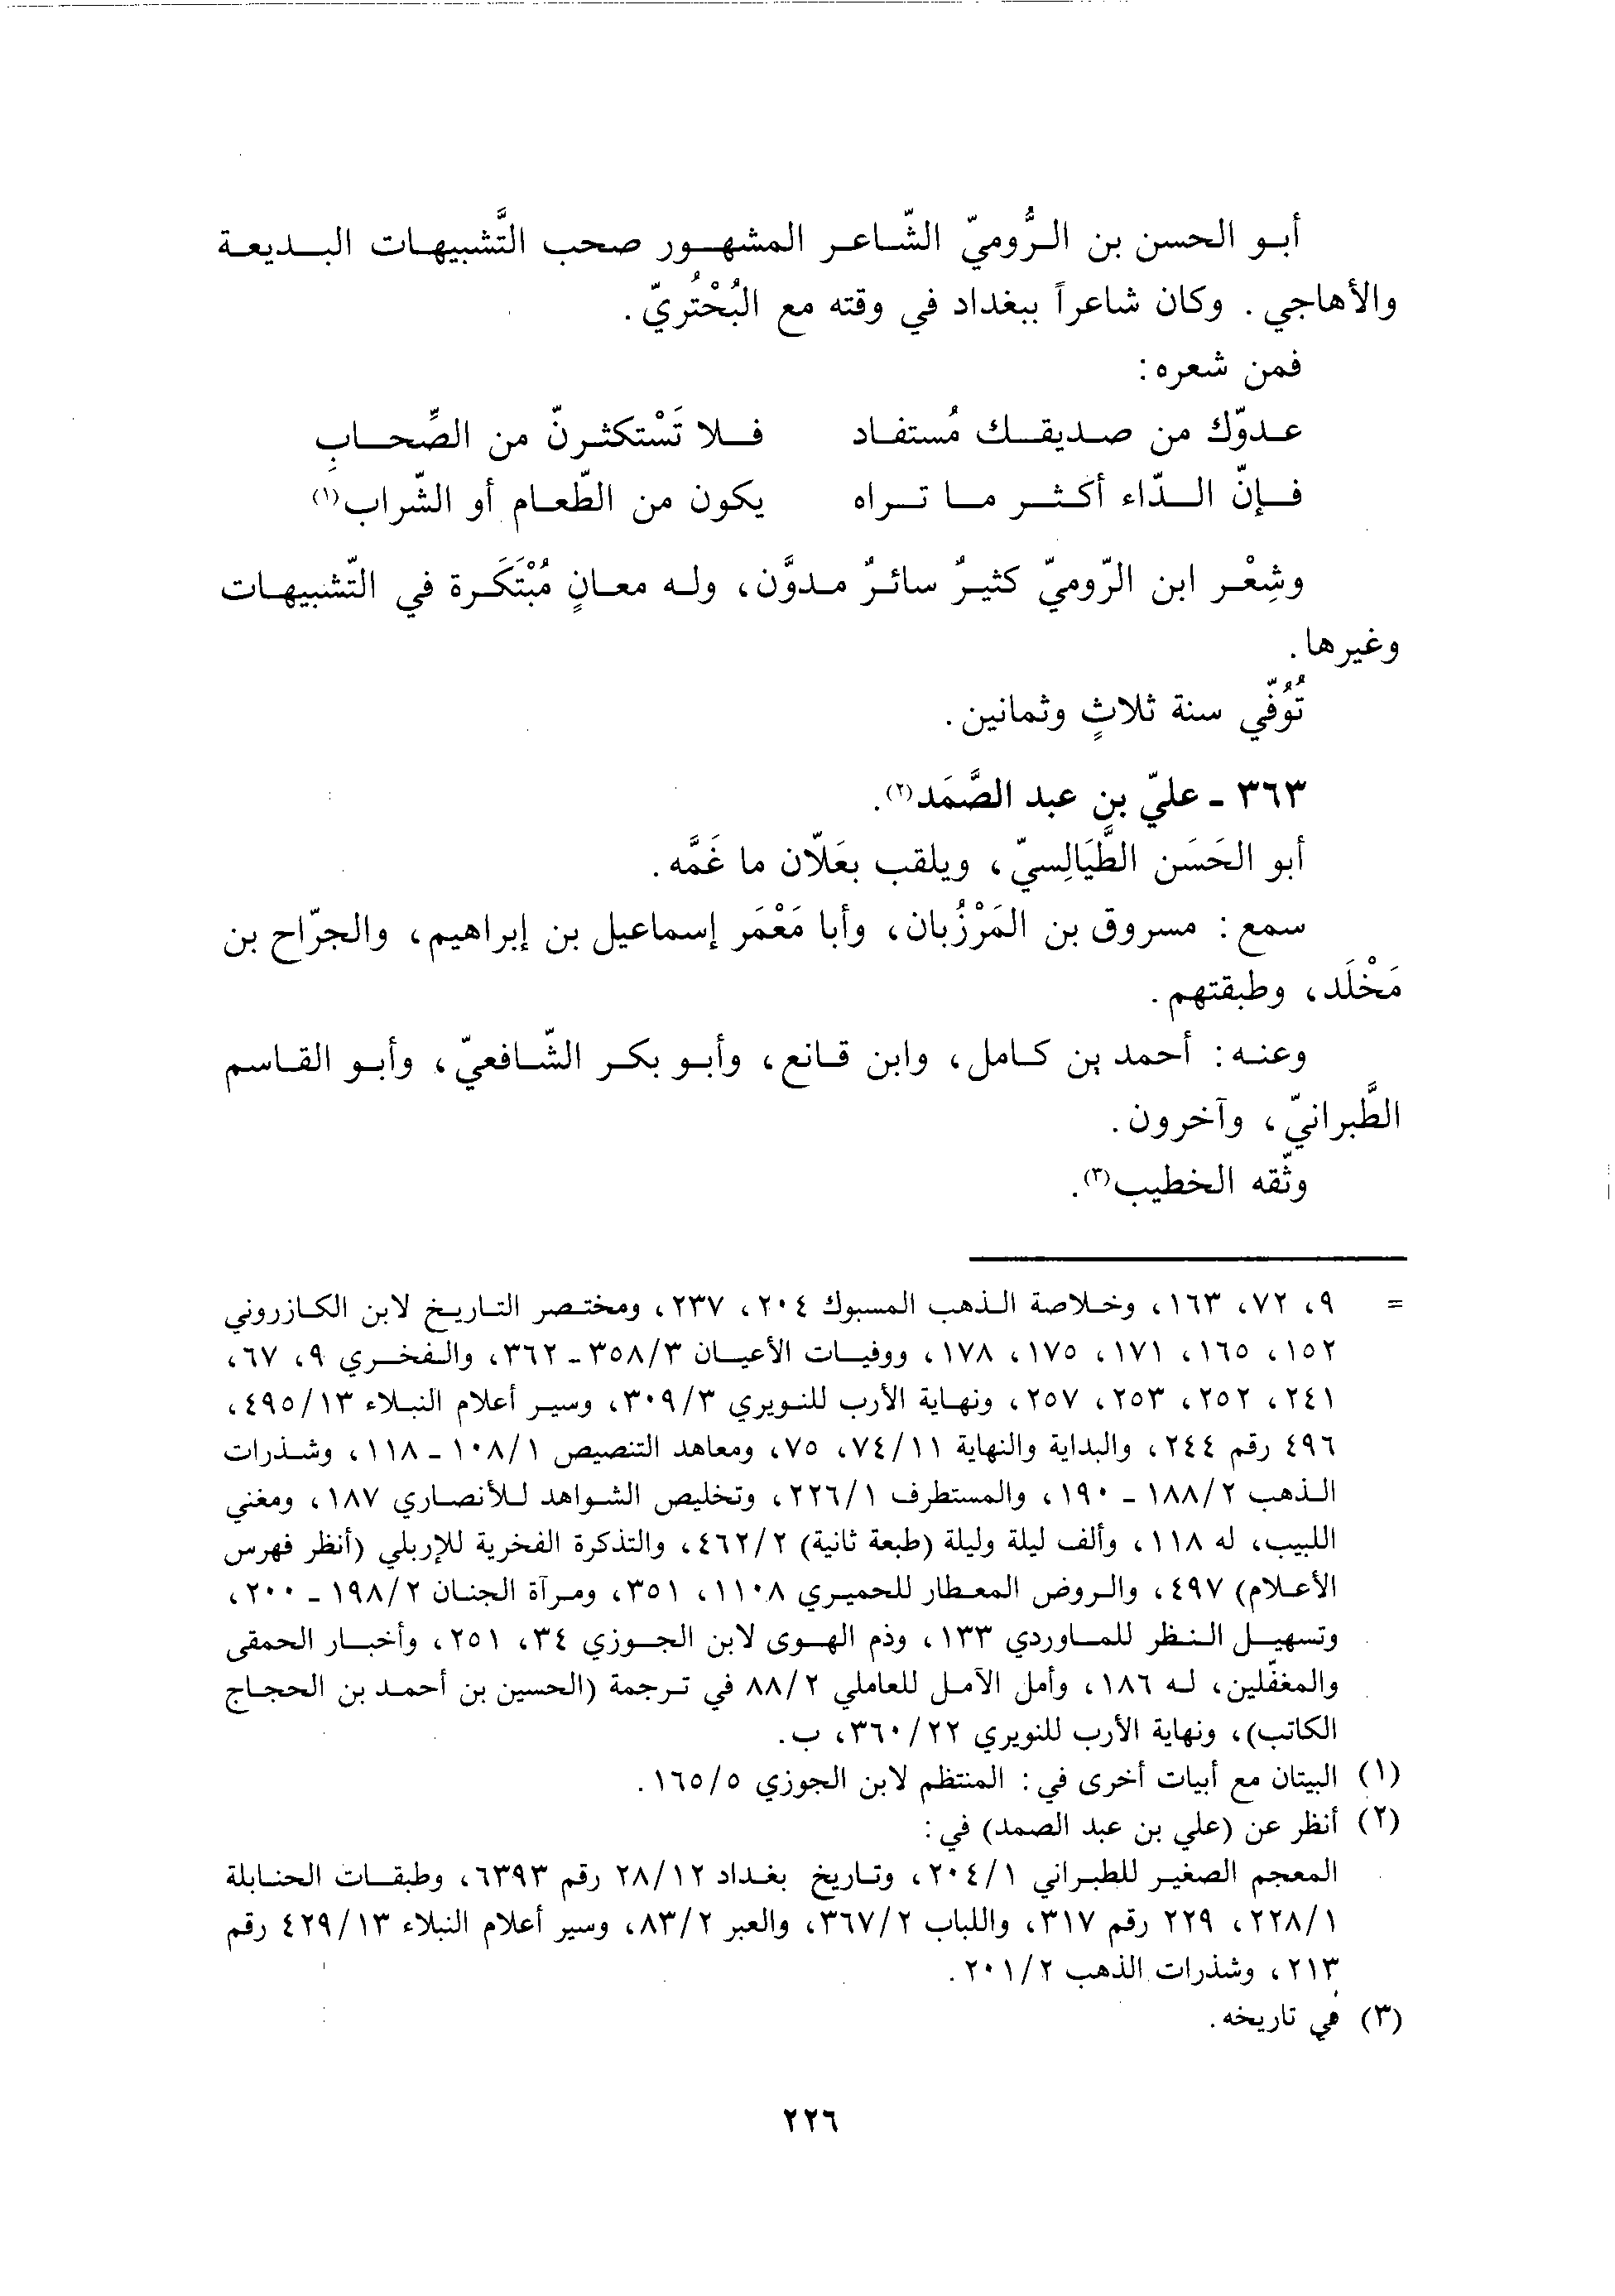 أبو الحسن بن الرُّوميّ الشّاعر المشهور صحب التَّشبيهات البديعة
والأهاجي. وكان شاعراً ببغداد في وقته مع البُحْتُريّ.
فمن شعره:
عدوّك من صديقك مُستفاد فلا تَسْتكثرنّ من الصِّحابِ
فإنّ الدّاء أكثر ما تراه يكون من الطّعام أو الشّراب(١)
وشِعْر ابن الرّوميّ كثيرٌ سائرٌ مدوَّن، وله معانٍ مُبْتَكَرة في التّشبيهات
وغيرها.
تُوُفّي سنة ثلاثٍ وثمانين.
٣٦٣ ـ عليّ بن عبد الصَّمَد(٢).
أبو الحَسَن الطَّيَالِسيّ، ويلقب بعَلّان ما غَمَّه.
سمع: مسروق بن المَرْزُبان، وأبا مَعْمَر إسماعيل بن إبراهيم، والجرّاح بن
مَخْلَد، وطبقتهم.
وعنه: أحمد بن كامل، وابن قانع، وأبو بكر الشّافعيّ، وأبو القاسم
الطَّبرانيّ، وآخرون.
وثّقه الخطيب(٣).
= ٩، ٧٢، ١٦٣، وخلاصة الذهب المسبوك ٢٠٤، ٢٣٧، ومختصر التاريخ لابن الكازروني
١٥٢، ١٦٥، ١٧١، ١٧٥، ١٧٨، ووفيات الأعيان ٣٥٨/٣ـ ٣٦٢، والفخري ٩، ٦٧،
٢٤١، ٢٥٢، ٢٥٣، ٢٥٧، ونهاية الأرب للنويري ٣٠٩/٣، وسير أعلام النبلاء ٤٩٥/١٣،
٤٩٦ رقم ٢٤٤، والبداية والنهاية ٧٤/١١، ٧٥، ومعاهد التنصيص ١٠٨/١ ـ ١١٨، وشذرات
الذهب ١٨٨/٢ ـ ١٩٠، والمستطرف ٢٢٦/١، وتخليص الشواهد للأنصاري ١٨٧، ومغني
اللبيب، له ١١٨، وألف ليلة وليلة (طبعة ثانية) ٤٦٢/٢، والتذكرة الفخرية للإربلي (أنظر فهرس
الأعلام) ٤٩٧، والروض المعطار للحميري ١١٠٨، ٣٥١، ومرآة الجنان ١٩٨/٢ ـ ٢٠٠،
وتسهيل النظر للماوردي ١٣٣، وذم الهوى لابن الجوزي ٣٤، ٢٥١، وأخبار الحمقى
والمغفّلين، له ١٨٦، وأمل الآمل للعاملي ٨٨/٢ في ترجمة (الحسين بن أحمد بن الحجاج
الكاتب)، ونهاية الأرب للنويري ٣٦٠/٢٢، ب.
(١) البيتان مع أبيات أخرى في: المنتظم لابن الجوزي ١٦٥/٥.
(٢) أنظر عن (علي بن عبد الصمد) في:
المعجم الصغير للطبراني ٢٠٤/١، وتاريخ بغداد ٢٨/١٢ رقم ٦٣٩٣، وطبقات الحنابلة
٢٢٨/١، ٢٢٩ رقم ٣١٧، واللباب ٣٦٧/٢، والعبر ٨٣/٢، وسير أعلام النبلاء ٤٢٩/١٣ رقم
٢١٣، وشذرات الذهب ٢٠١/٢.
(٣) في تاريخه.
٢٢٦